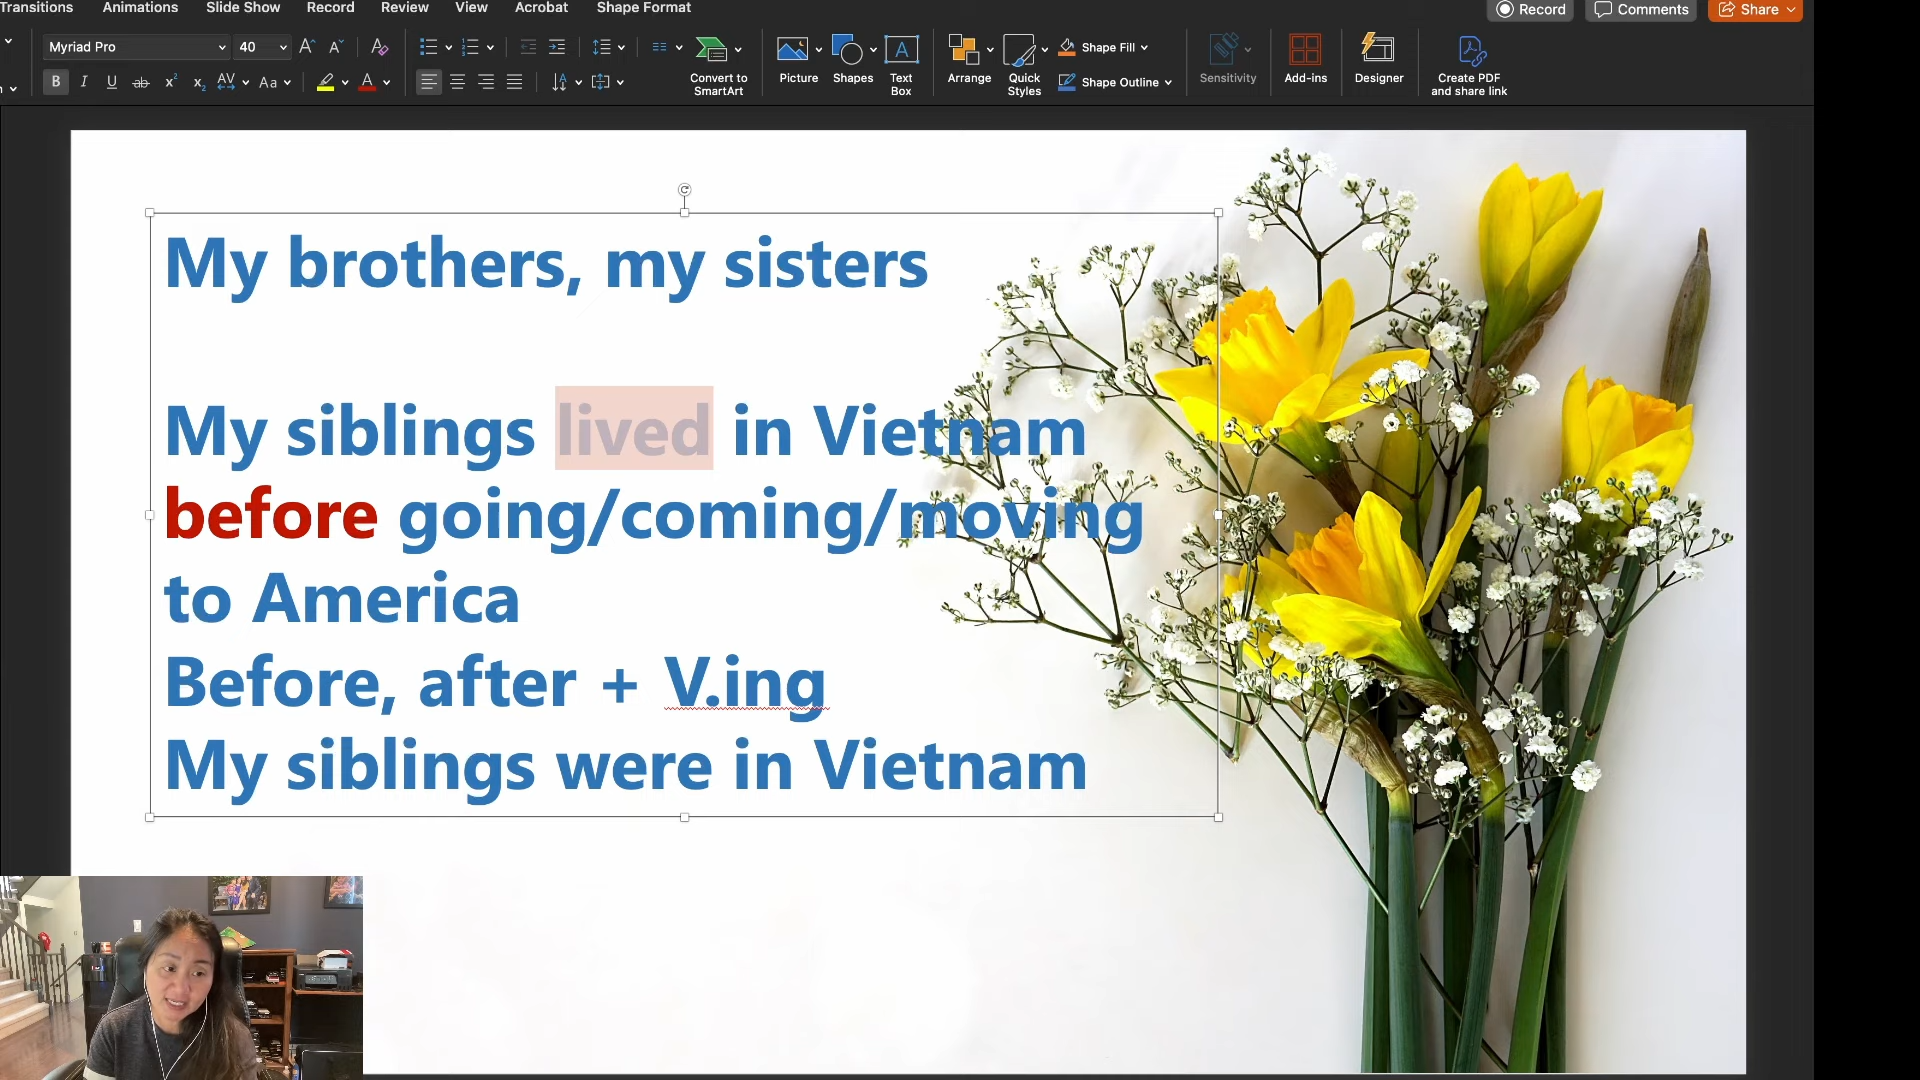 Transitions Animations Slide Show Record Review View Acrobat Shape Format Record Comments Share
Myriad Pro 40 Convert to SmartArt Picture Shapes Text Box Arrange Quick Styles Shape Fill Shape Outline Sensitivity Add-ins Designer Create PDF and share link
My brothers, my sisters
My siblings lived in Vietnam
before going/coming/moving
to America
Before, after + V.ing
My siblings were in Vietnam